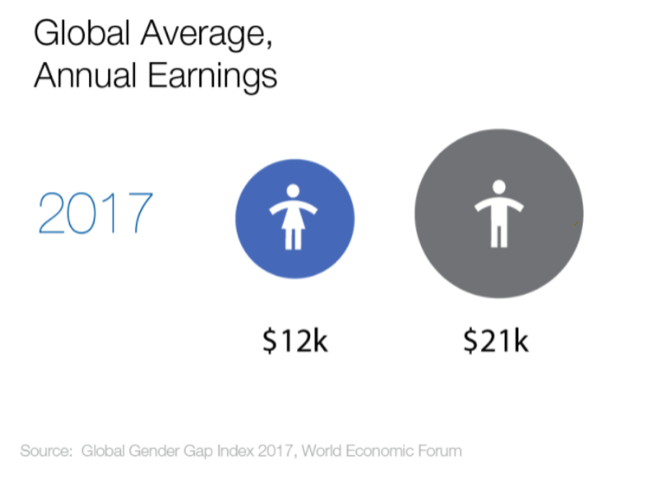 Global Average,
Annual Earnings
2017
$12k
$21k
Source: Global Gender Gap Index 2017, World Economic Forum